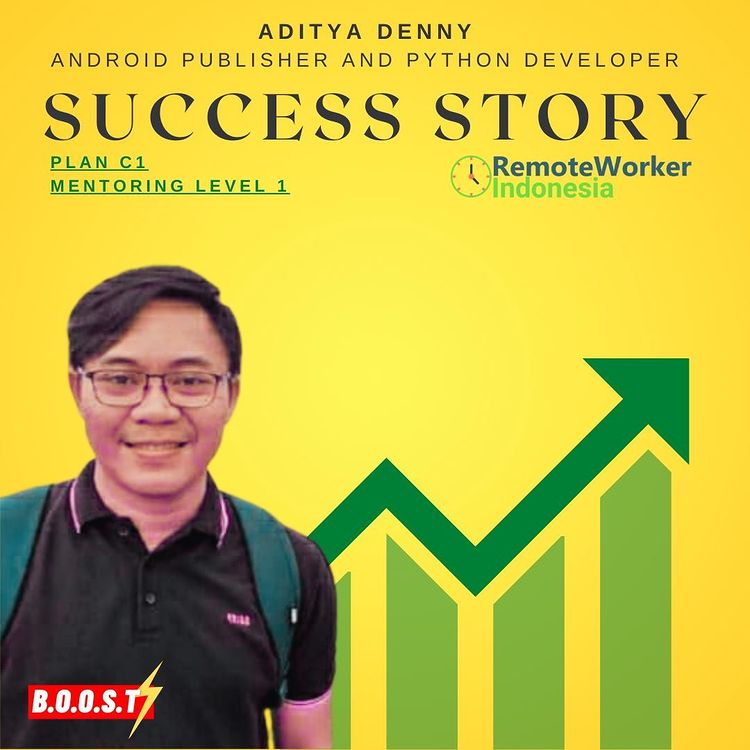 ADITYA DENNY
ANDROID PUBLISHER AND PYTHON DEVELOPER
SUCCESS STORY
PLAN C1
MENTORING LEVEL 1
RemoteWorker
Indonesia
B.O.O.S.T